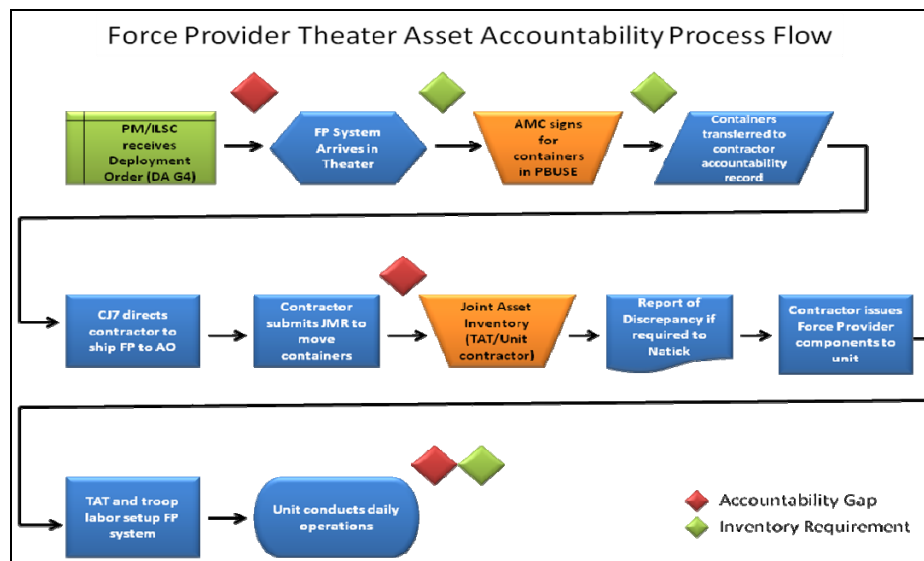 Force Provider Theater Asset Accountability Process Flow
PM/ILSC
receives
Deployment
Order (DA G4)
FP System
Arrives in
Theater
AMC signs
for
containers
in PBUSE
Containers
transferred to
contractor
accountability
record
CJ7 directs
contractor to
ship FP to AO
Contractor
submits JMR to
move
containers
Joint Asset
Inventory
(TAT/Unit
contractor)
Report of
Discrepancy if
required to
Natick
Contractor issues
Force Provider
components to
unit
TAT and troop
labor setup FP
system
Unit conducts daily
operations
Accountability Gap
Inventory Requirement